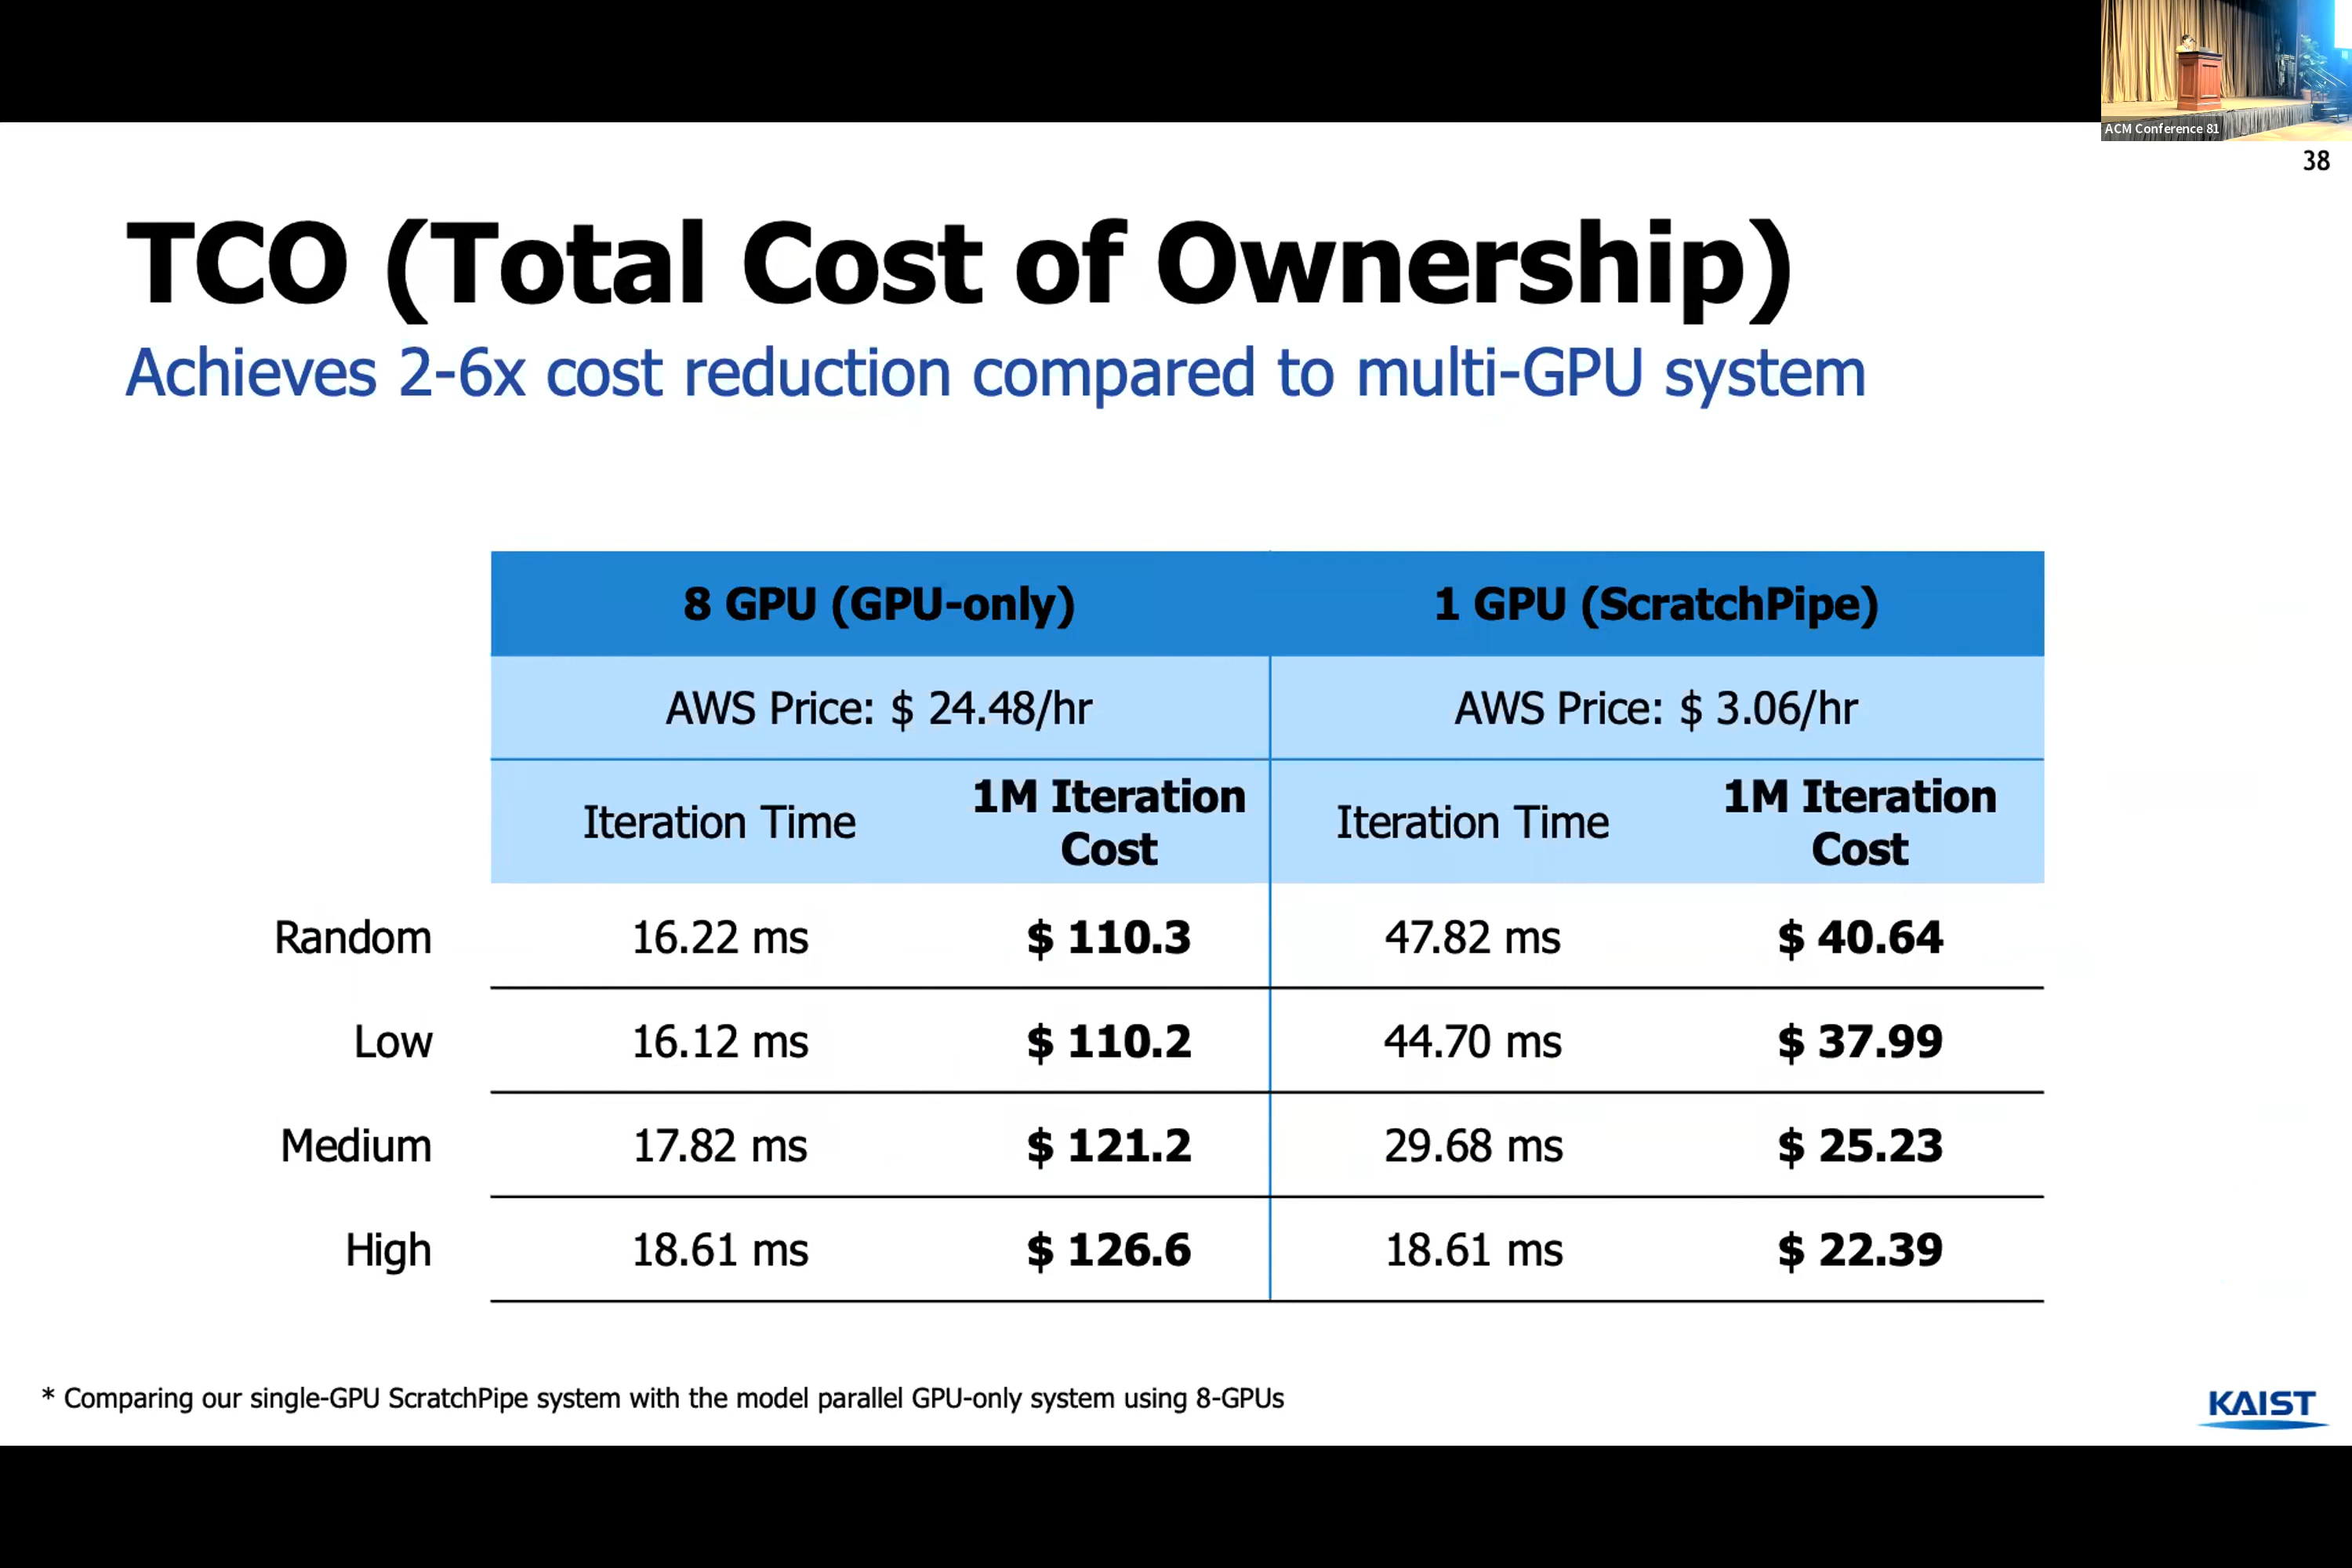 ACM Conference 81
38
TCO (Total Cost of Ownership)
Achieves 2-6x cost reduction compared to multi-GPU system
8 GPU (GPU-only) 1 GPU (ScratchPipe)
AWS Price: $ 24.48/hr AWS Price: $ 3.06/hr
Iteration Time 1M Iteration Cost Iteration Time 1M Iteration Cost
Random 16.22 ms $ 110.3 47.82 ms $ 40.64
Low 16.12 ms $ 110.2 44.70 ms $ 37.99
Medium 17.82 ms $ 121.2 29.68 ms $ 25.23
High 18.61 ms $ 126.6 18.61 ms $ 22.39
* Comparing our single-GPU ScratchPipe system with the model parallel GPU-only system using 8-GPUs
KAIST